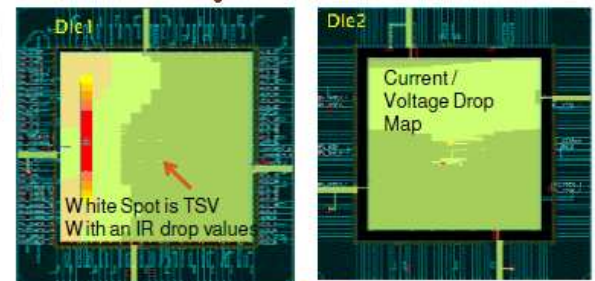 Die1
White Spot is TSV
With an IR drop values
Die2
Current /
Voltage Drop
Map